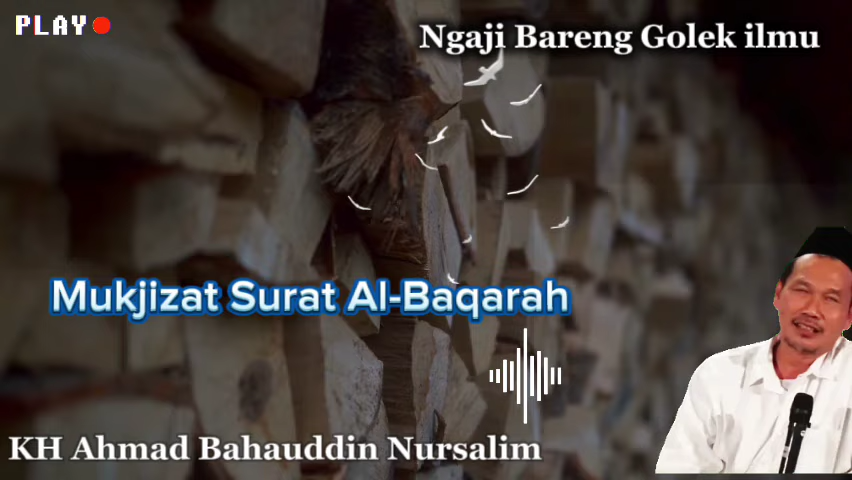 PLAY
Ngaji Bareng Golek ilmu
Mukjizat Surat Al-Baqarah
KH Ahmad Bahauddin Nursalim